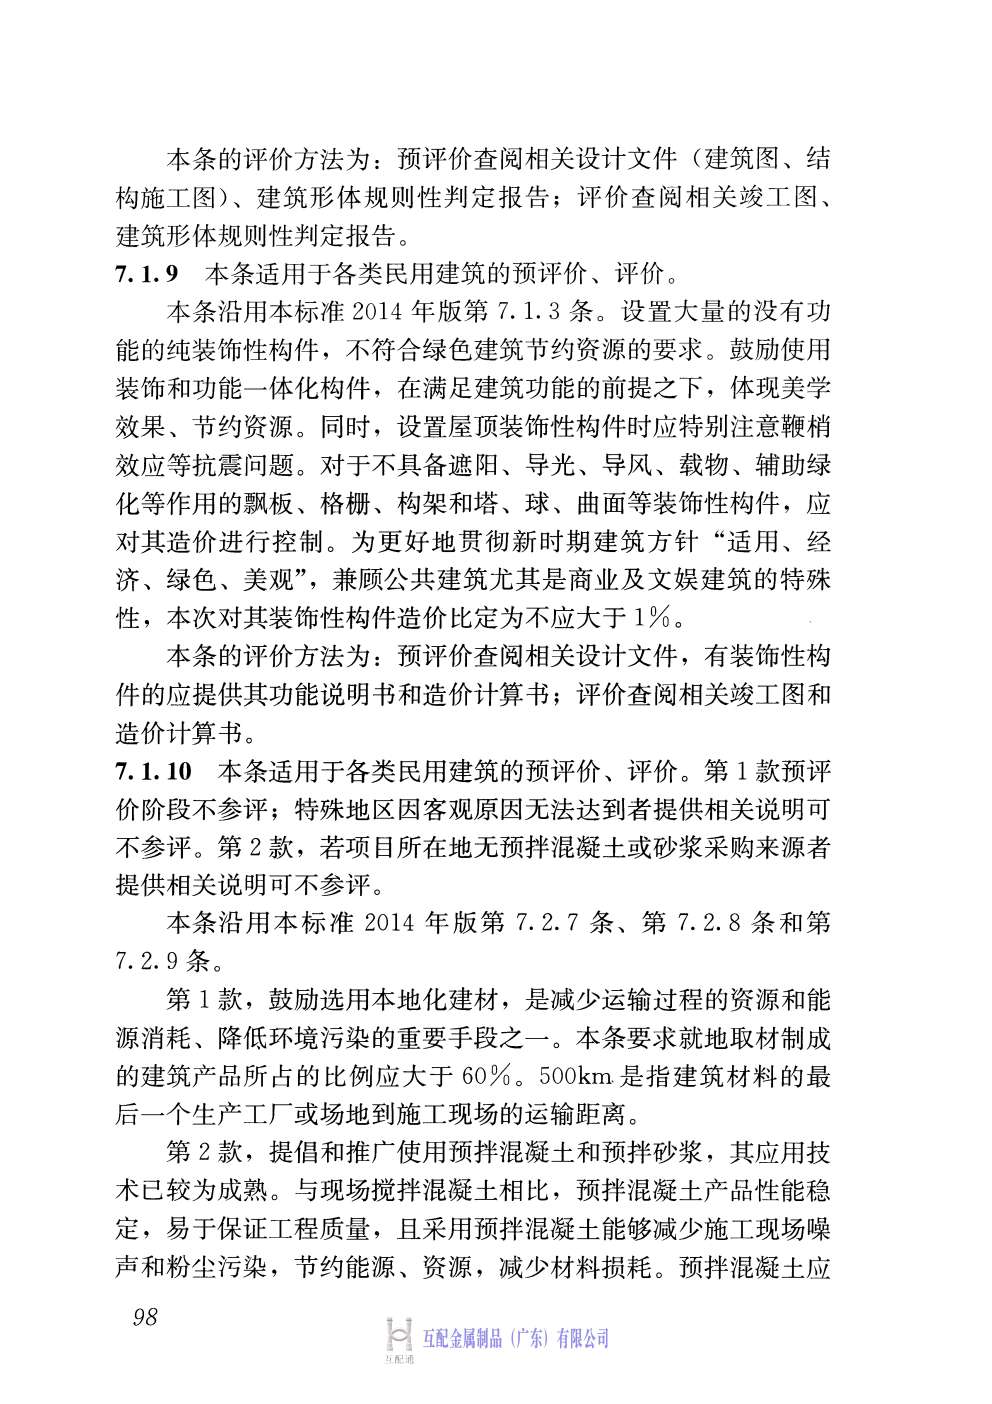 本条的评价方法为：预评价查阅相关设计文件（建筑图、结
构施工图）、建筑形体规则性判定报告；评价查阅相关竣工图、
建筑形体规则性判定报告。
7.1.9 本条适用于各类民用建筑的预评价、评价。
本条沿用本标准 2014 年版第 7.1.3 条。设置大量的没有功
能的纯装饰性构件，不符合绿色建筑节约资源的要求。鼓励使用
装饰和功能一体化构件，在满足建筑功能的前提之下，体现美学
效果、节约资源。同时，设置屋顶装饰性构件时应特别注意鞭梢
效应等抗震问题。对于不具备遮阳、导光、导风、载物、辅助绿
化等作用的飘板、格栅、构架和塔、球、曲面等装饰性构件，应
对其造价进行控制。为更好地贯彻新时期建筑方针“适用、经
济、绿色、美观”，兼顾公共建筑尤其是商业及文娱建筑的特殊
性，本次对其装饰性构件造价比定为不应大于 1%。
本条的评价方法为：预评价查阅相关设计文件，有装饰性构
件的应提供其功能说明书和造价计算书；评价查阅相关竣工图和
造价计算书。
7.1.10 本条适用于各类民用建筑的预评价、评价。第 1 款预评
价阶段不参评；特殊地区因客观原因无法达到者提供相关说明可
不参评。第 2 款，若项目所在地无预拌混凝土或砂浆采购来源者
提供相关说明可不参评。
本条沿用本标准 2014 年版第 7.2.7 条、第 7.2.8 条和第
7.2.9 条。
第 1 款，鼓励选用本地化建材，是减少运输过程的资源和能
源消耗、降低环境污染的重要手段之一。本条要求就地取材制成
的建筑产品所占的比例应大于 60%。500km 是指建筑材料的最
后一个生产工厂或场地到施工现场的运输距离。
第 2 款，提倡和推广使用预拌混凝土和预拌砂浆，其应用技
术已较为成熟。与现场搅拌混凝土相比，预拌混凝土产品性能稳
定，易于保证工程质量，且采用预拌混凝土能够减少施工现场噪
声和粉尘污染，节约能源、资源，减少材料损耗。预拌混凝土应
98
互配通
互配金属制品（广东）有限公司